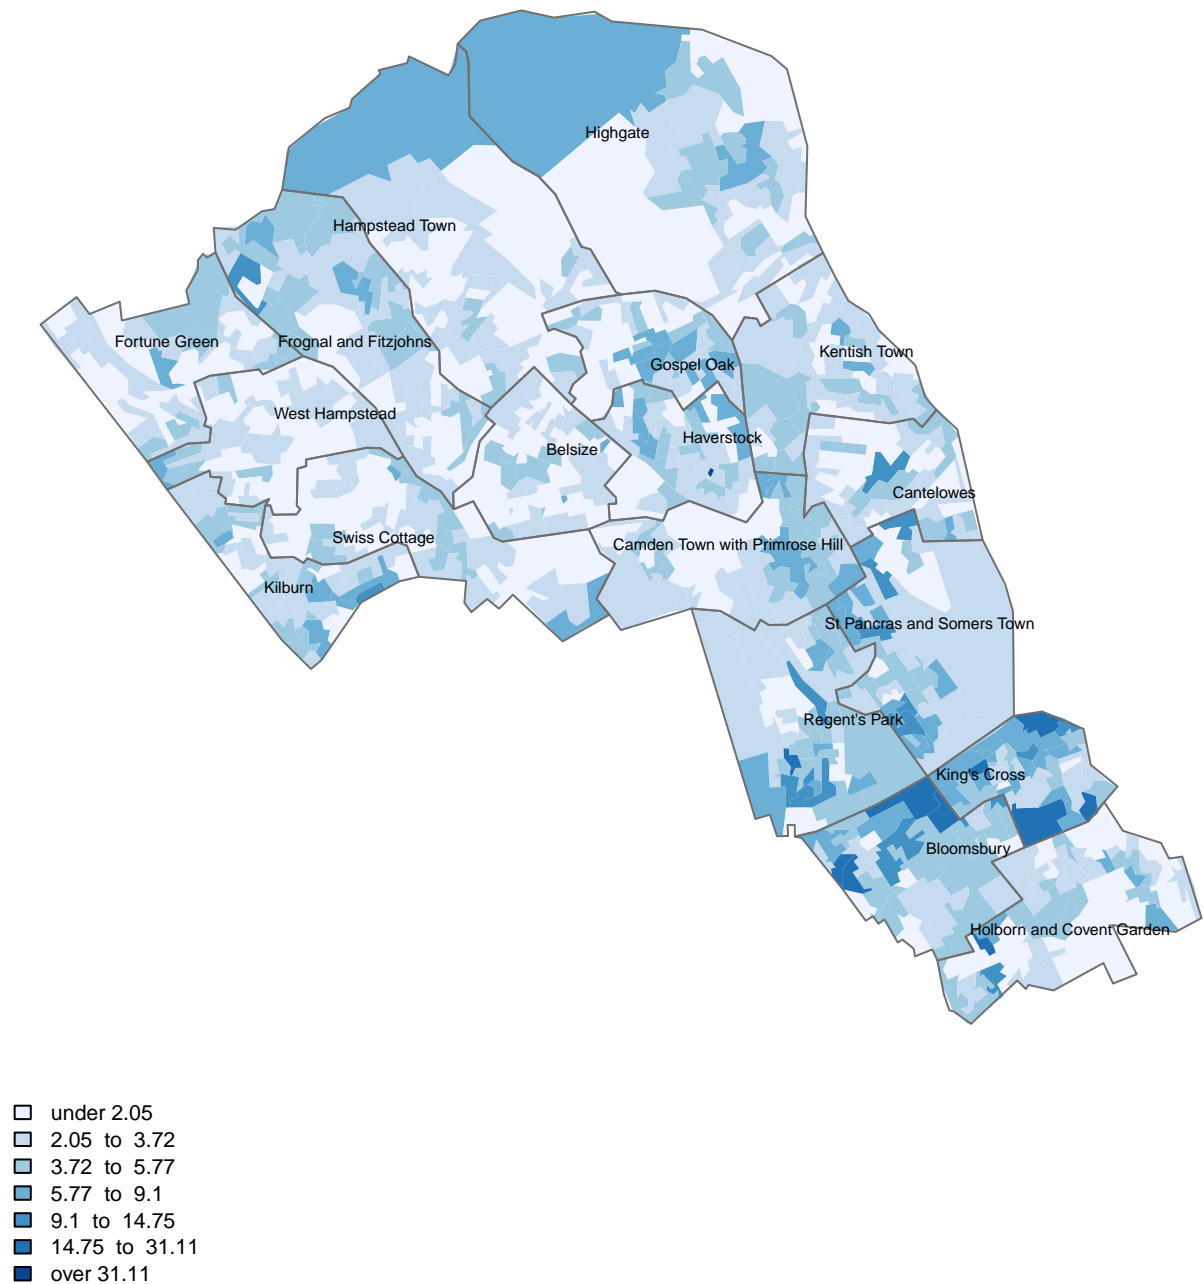 Highgate
Hampstead Town
Fortune Green
Frognal and Fitzjohns
Kentish Town
Gospel Oak
West Hampstead
Haverstock
Belsize
Cantelowes
Swiss Cottage
Camden Town with Primrose Hill
Kilburn
St Pancras and Somers Town
Regent's Park
King's Cross
Bloomsbury
Holborn and Covent Garden
under 2.05
2.05 to 3.72
3.72 to 5.77
5.77 to 9.1
9.1 to 14.75
14.75 to 31.11
over 31.11